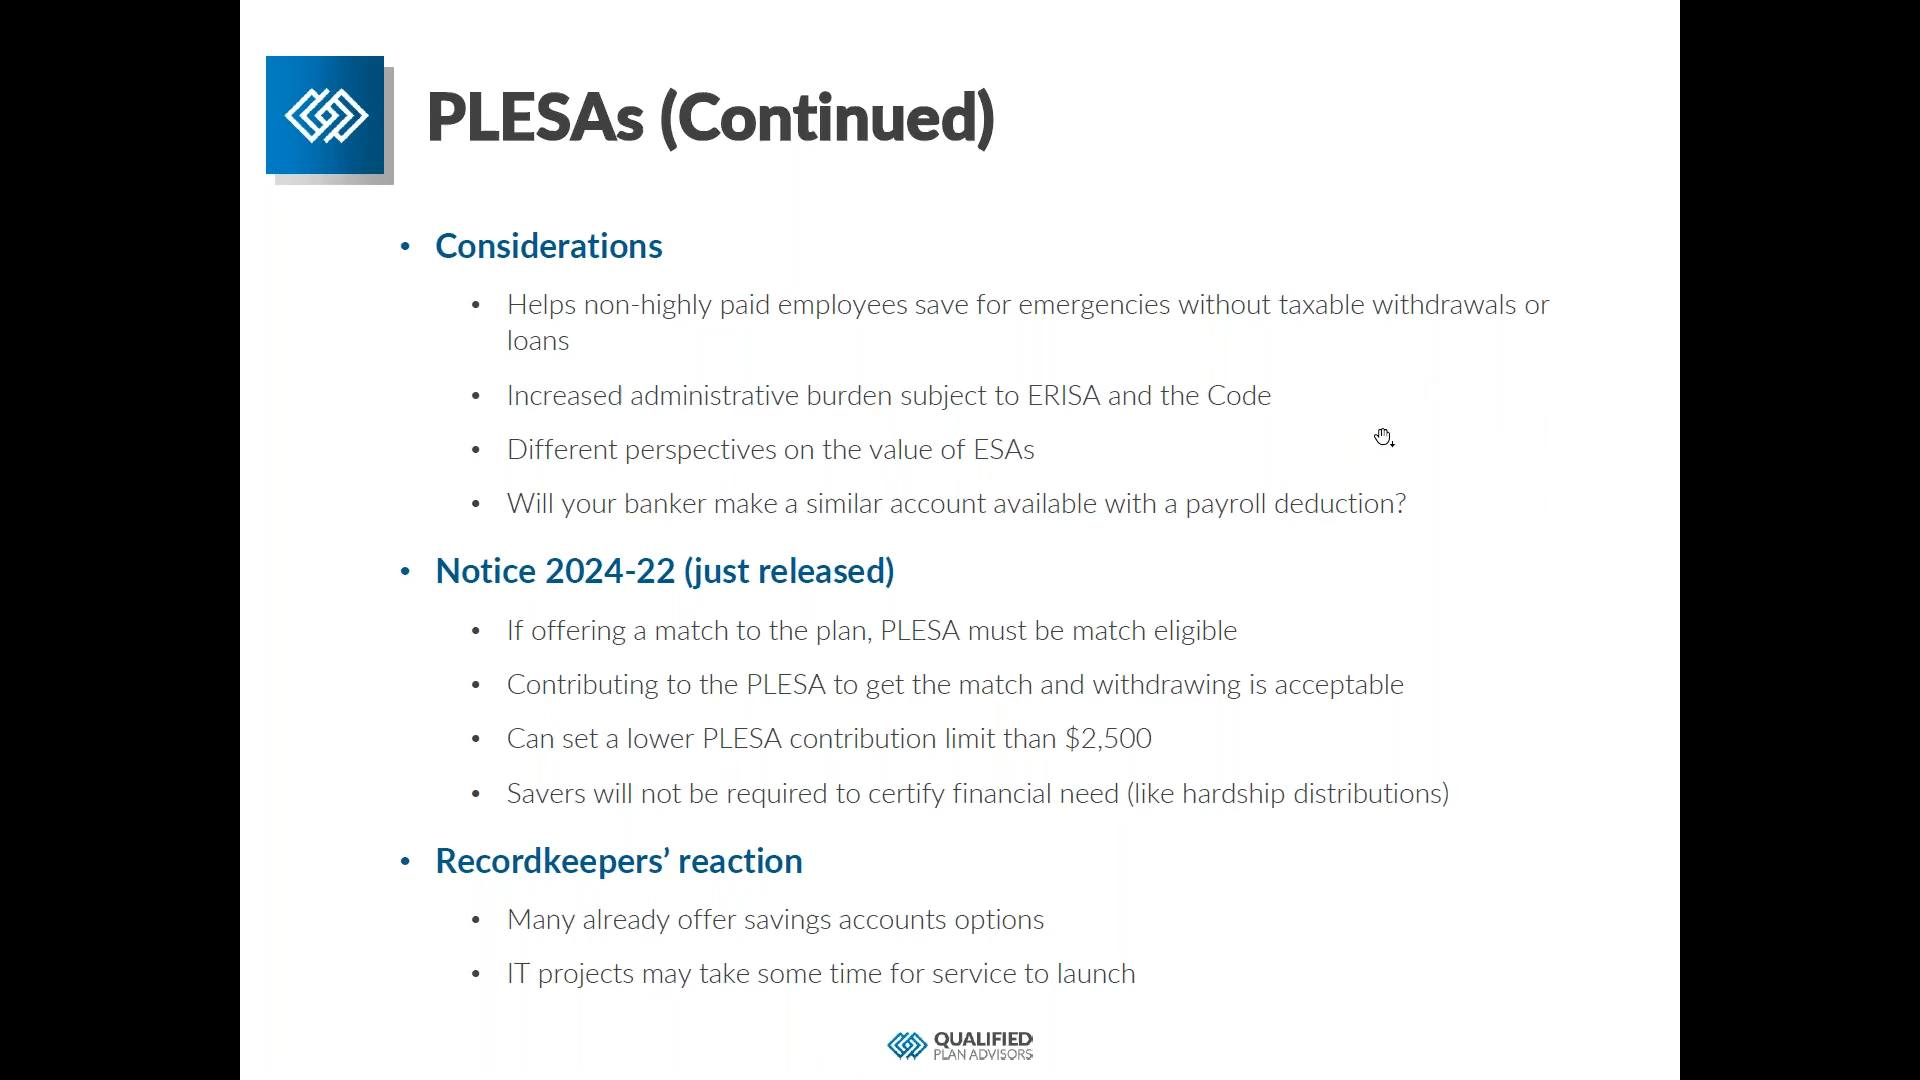 PLESAs (Continued)
• Considerations
• Helps non-highly paid employees save for emergencies without taxable withdrawals or
loans
• Increased administrative burden subject to ERISA and the Code
• Different perspectives on the value of ESAs
• Will your banker make a similar account available with a payroll deduction?
• Notice 2024-22 (just released)
• If offering a match to the plan, PLESA must be match eligible
• Contributing to the PLESA to get the match and withdrawing is acceptable
• Can set a lower PLESA contribution limit than $2,500
• Savers will not be required to certify financial need (like hardship distributions)
• Recordkeepers’ reaction
• Many already offer savings accounts options
• IT projects may take some time for service to launch
QUALIFIED
PLAN ADVISORS